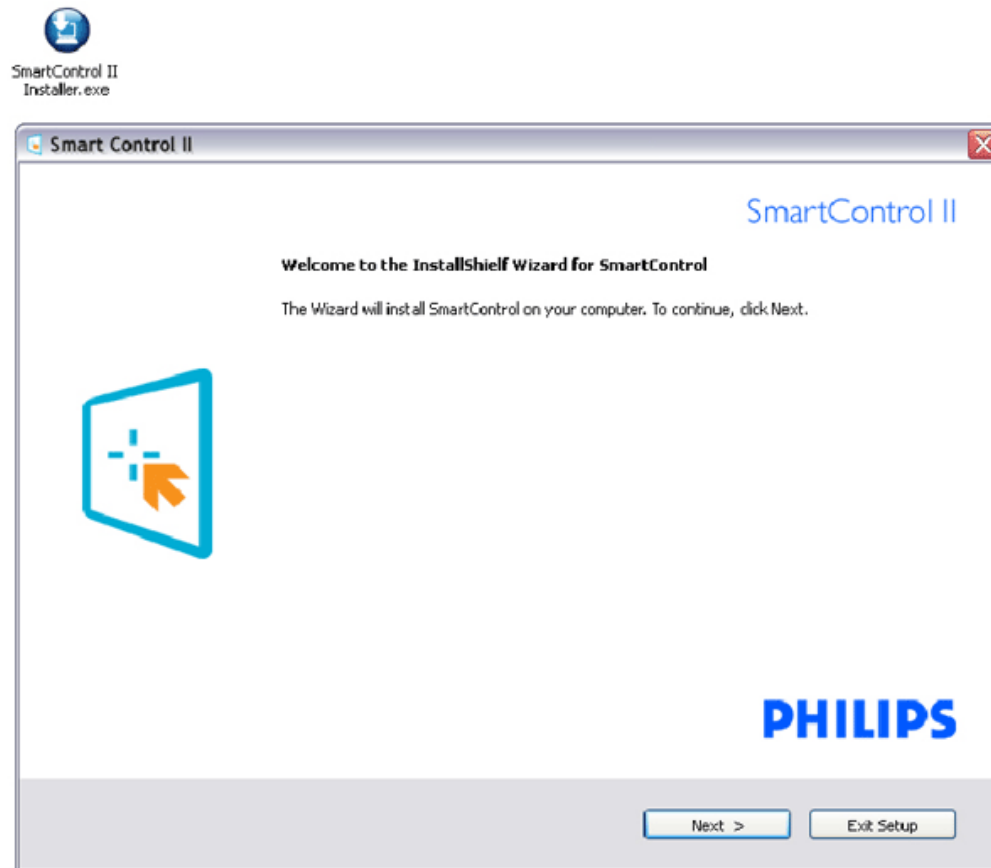 SmartControl II
Installer.exe
Smart Control II
SmartControl II
Welcome to the InstallShielf Wizard for SmartControl
The Wizard will install SmartControl on your computer. To continue, click Next.
PHILIPS
Next >
Exit Setup